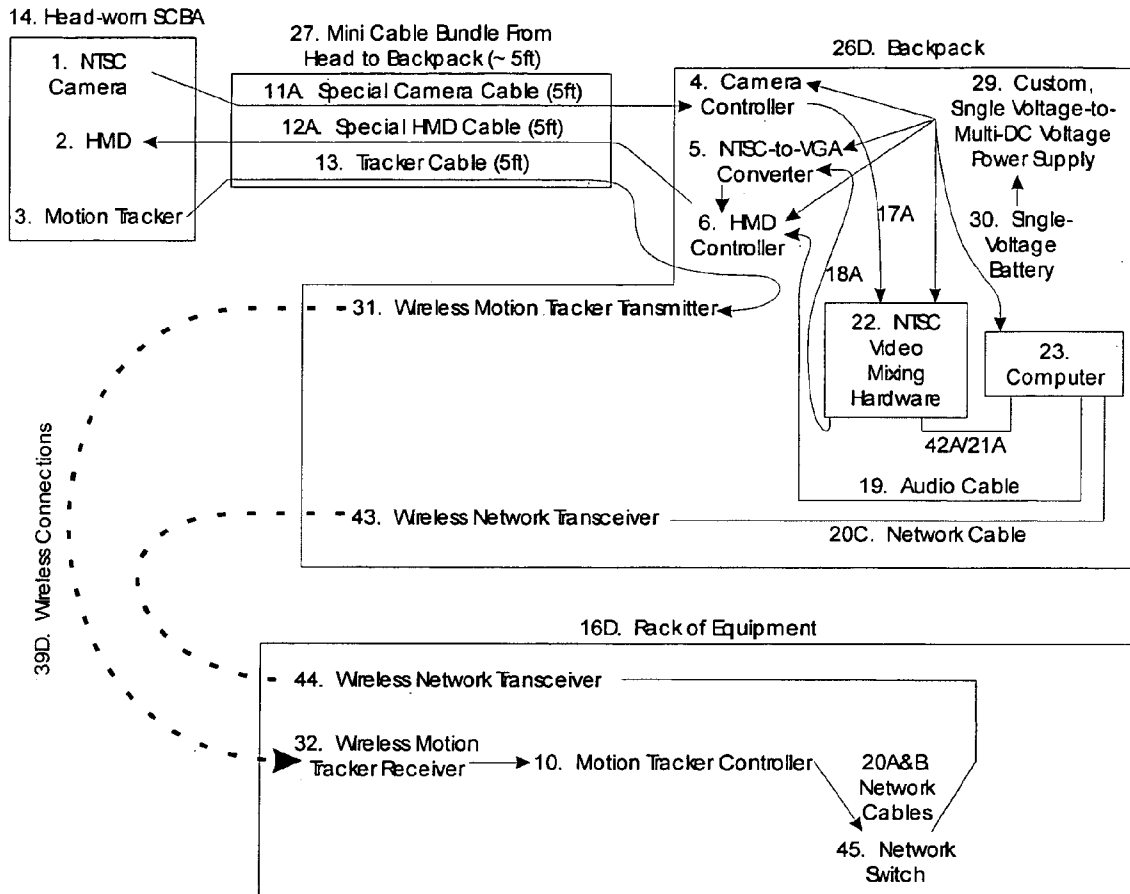 14. Head-worn SCBA
1. NTSC
Camera
2. HMD
3. Motion Tracker
27. Mini Cable Bundle From
Head to Backpack (~ 5ft)
11A. Special Camera Cable (5ft)
12A. Special HMD Cable (5ft)
13. Tracker Cable (5ft)
26D. Backpack
4. Camera
Controller
5. NTSC-to-VGA
Converter
6. HMD
Controller
29. Custom,
Single Voltage-to-
Multi-DC Voltage
Power Supply
30. Single-
Voltage
Battery
17A
18A
31. Wireless Motion Tracker Transmitter
22. NTSC
Video
Mixing
Hardware
23.
Computer
42A/21A
19. Audio Cable
43. Wireless Network Transceiver
20C. Network Cable
39D. Wireless Connections
16D. Rack of Equipment
44. Wireless Network Transceiver
32. Wireless Motion
Tracker Receiver
10. Motion Tracker Controller
20A&B.
Network
Cables
45. Network
Switch